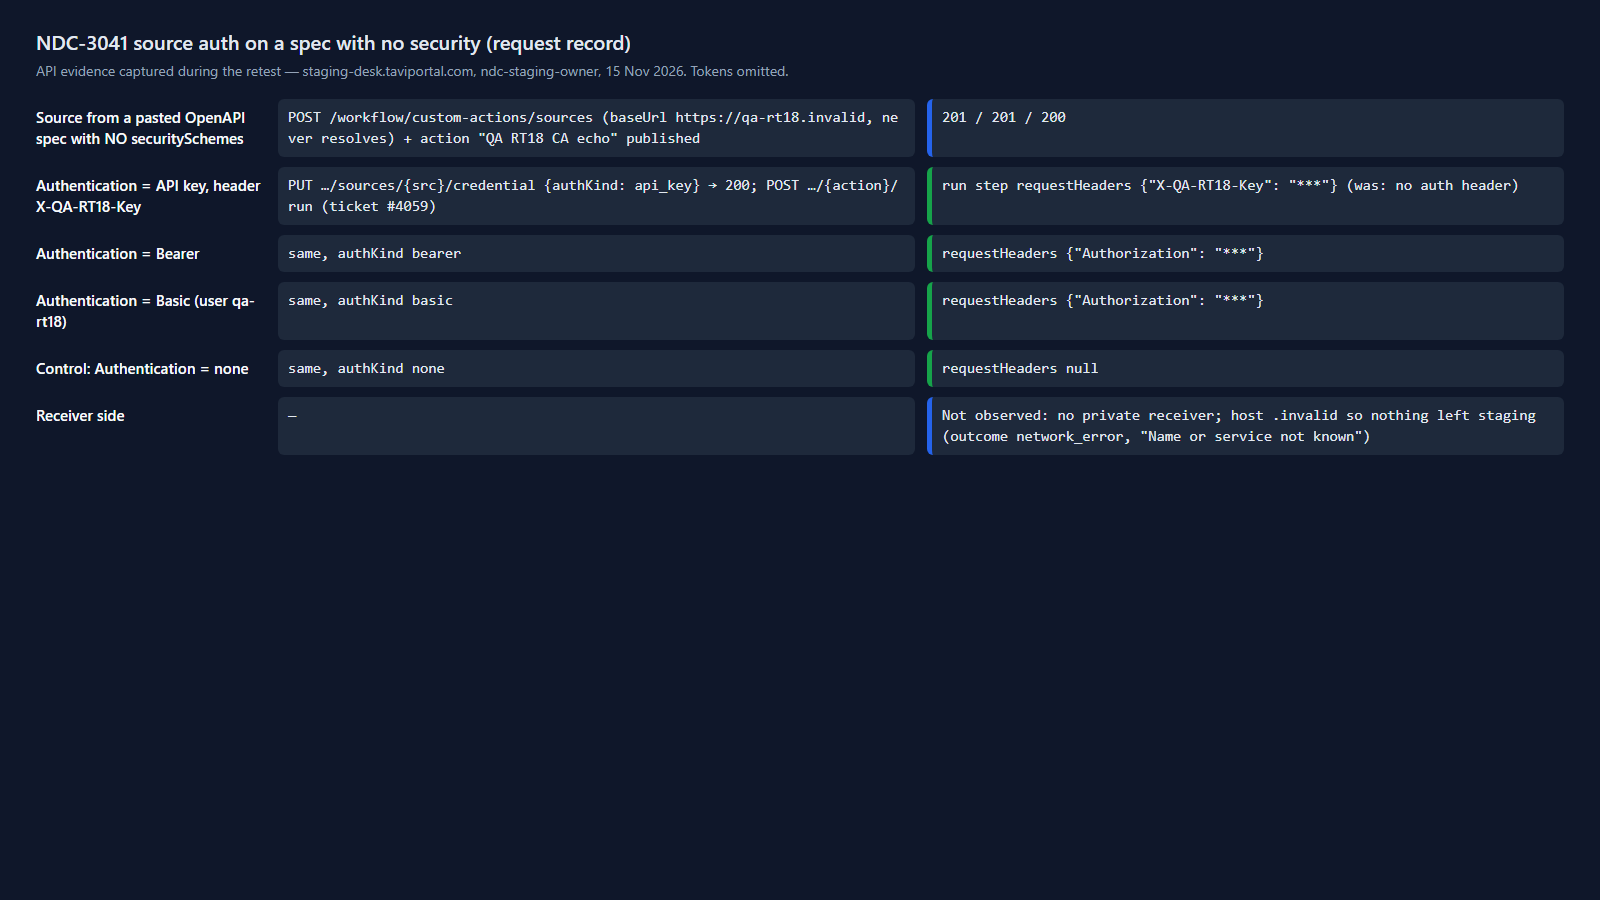 NDC-3041 source auth on a spec with no security (request record)
API evidence captured during the retest — staging-desk.taviportal.com, ndc-staging-owner, 15 Nov 2026. Tokens omitted.
Source from a pasted OpenAPI
spec with NO securitySchemes
POST /workflow/custom-actions/sources (baseUrl https://qa-rt18.invalid, ne
ver resolves) + action "QA RT18 CA echo" published
201 / 201 / 200
Authentication = API key, header
X-QA-RT18-Key
PUT …/sources/{src}/credential {authKind: api_key} → 200; POST …/{action}/
run (ticket #4059)
run step requestHeaders {"X-QA-RT18-Key": "***"} (was: no auth header)
Authentication = Bearer
same, authKind bearer
requestHeaders {"Authorization": "***"}
Authentication = Basic (user qa-
rt18)
same, authKind basic
requestHeaders {"Authorization": "***"}
Control: Authentication = none
same, authKind none
requestHeaders null
Receiver side
—
Not observed: no private receiver; host .invalid so nothing left staging
(outcome network_error, "Name or service not known")